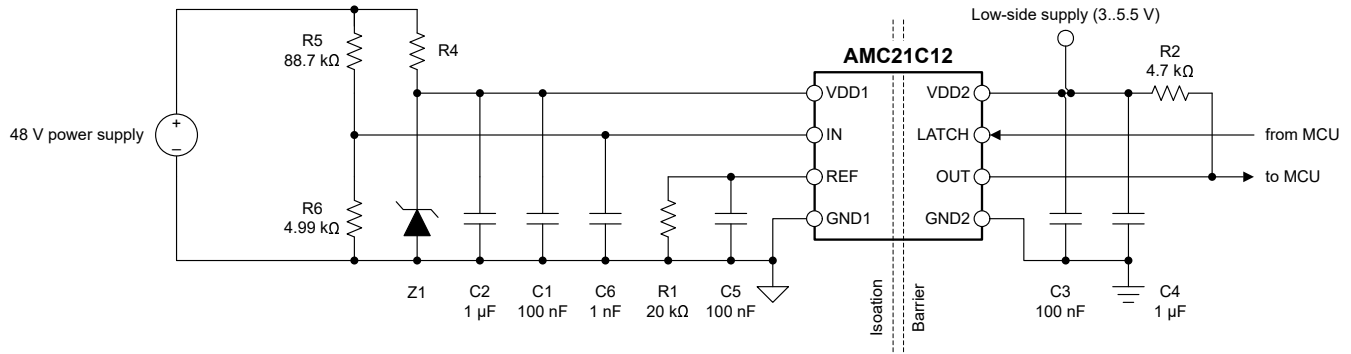 Low-side supply (3..5.5 V)
R5
88.7 kΩ
R4
AMC21C12
R2
4.7 kΩ
VDD1
VDD2
48 V power supply
+
–
IN
LATCH
from MCU
REF
OUT
to MCU
R6
4.99 kΩ
GND1
GND2
Z1
C2
1 µF
C1
100 nF
C6
1 nF
R1
20 kΩ
C5
100 nF
Isoation
Barrier
C3
100 nF
C4
1 µF